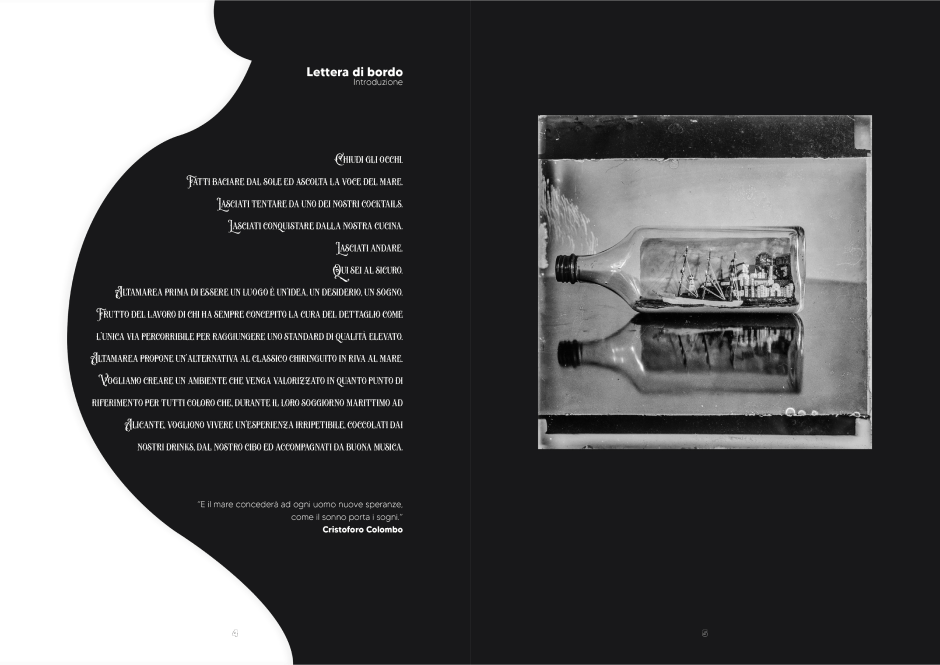 Lettera di bordo
Introduzione
CHIUDI GLI OCCHI.
FATTI BACIARE DAL SOLE ED ASCOLTA LA VOCE DEL MARE.
LASCIATI TENTARE DA UNO DEI NOSTRI COCKTAILS.
LASCIATI CONQUISTARE DALLA NOSTRA CUCINA.
LASCIATI ANDARE.
QUI SEI AL SICURO.
ALTAMAREA PRIMA DI ESSERE UN LUOGO É UN'IDEA, UN DESIDERIO, UN SOGNO.
FRUTTO DEL LAVORO DI CHI HA SEMPRE CONCEPITO LA CURA DEL DETTAGLIO COME
L'UNICA VIA PERCORRIBILE PER RAGGIUNGERE UNO STANDARD DI QUALITÀ ELEVATO.
ALTAMAREA PROPONE UN'ALTERNATIVA AL CLASSICO CHIRINGUITO IN RIVA AL MARE.
VOGLIAMO CREARE UN AMBIENTE CHE VENGA VALORIZZATO IN QUANTO PUNTO DI
RIFERIMENTO PER TUTTI COLORO CHE, DURANTE IL LORO SOGGIORNO MARITTIMO AD
ALICANTE, VOGLIONO VIVERE UN'ESPERIENZA IRRIPETIBILE, COCCOLATI DAI
NOSTRI DRINKS, DAL NOSTRO CIBO ED ACCOMPAGNATI DA BUONA MUSICA.
"E il mare concederà ad ogni uomo nuove speranze,
come il sonno porta i sogni."
Cristoforo Colombo